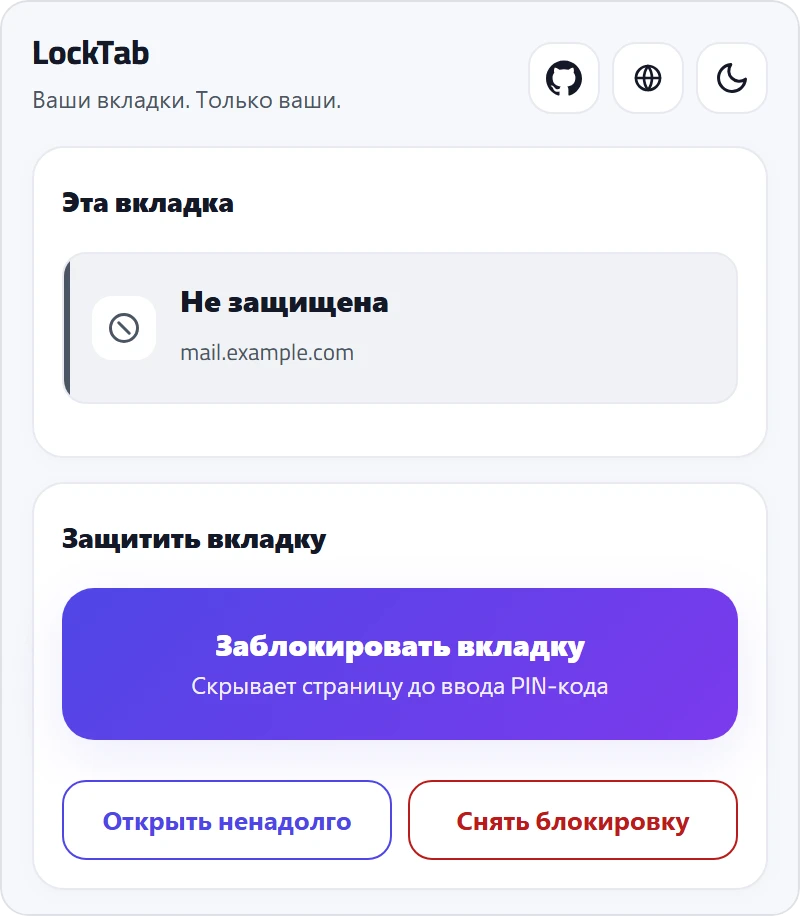 LockTab
Ваши вкладки. Только ваши.
Эта вкладка
Не защищена
mail.example.com
Защитить вкладку
Заблокировать вкладку
Скрывает страницу до ввода PIN-кода
Открыть ненадолго
Снять блокировку